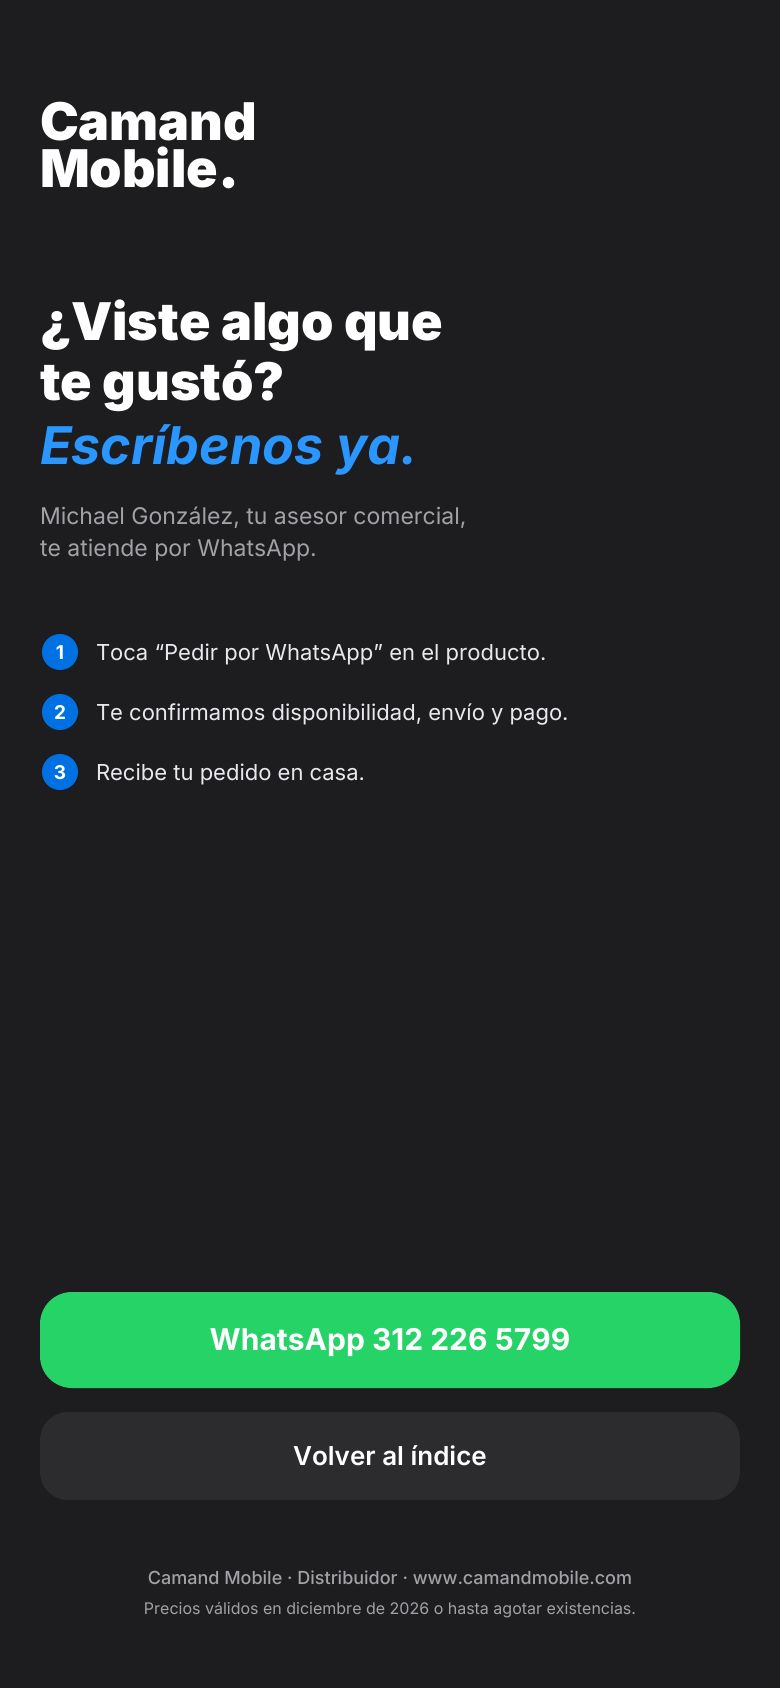 Camand
Mobile.
¿Viste algo que
te gustó?
Escríbenos ya.
Michael González, tu asesor comercial,
te atiende por WhatsApp.
1 Toca “Pedir por WhatsApp” en el producto.
2 Te confirmamos disponibilidad, envío y pago.
3 Recibe tu pedido en casa.
WhatsApp 312 226 5799
Volver al índice
Camand Mobile · Distribuidor · www.camandmobile.com
Precios válidos en diciembre de 2026 o hasta agotar existencias.